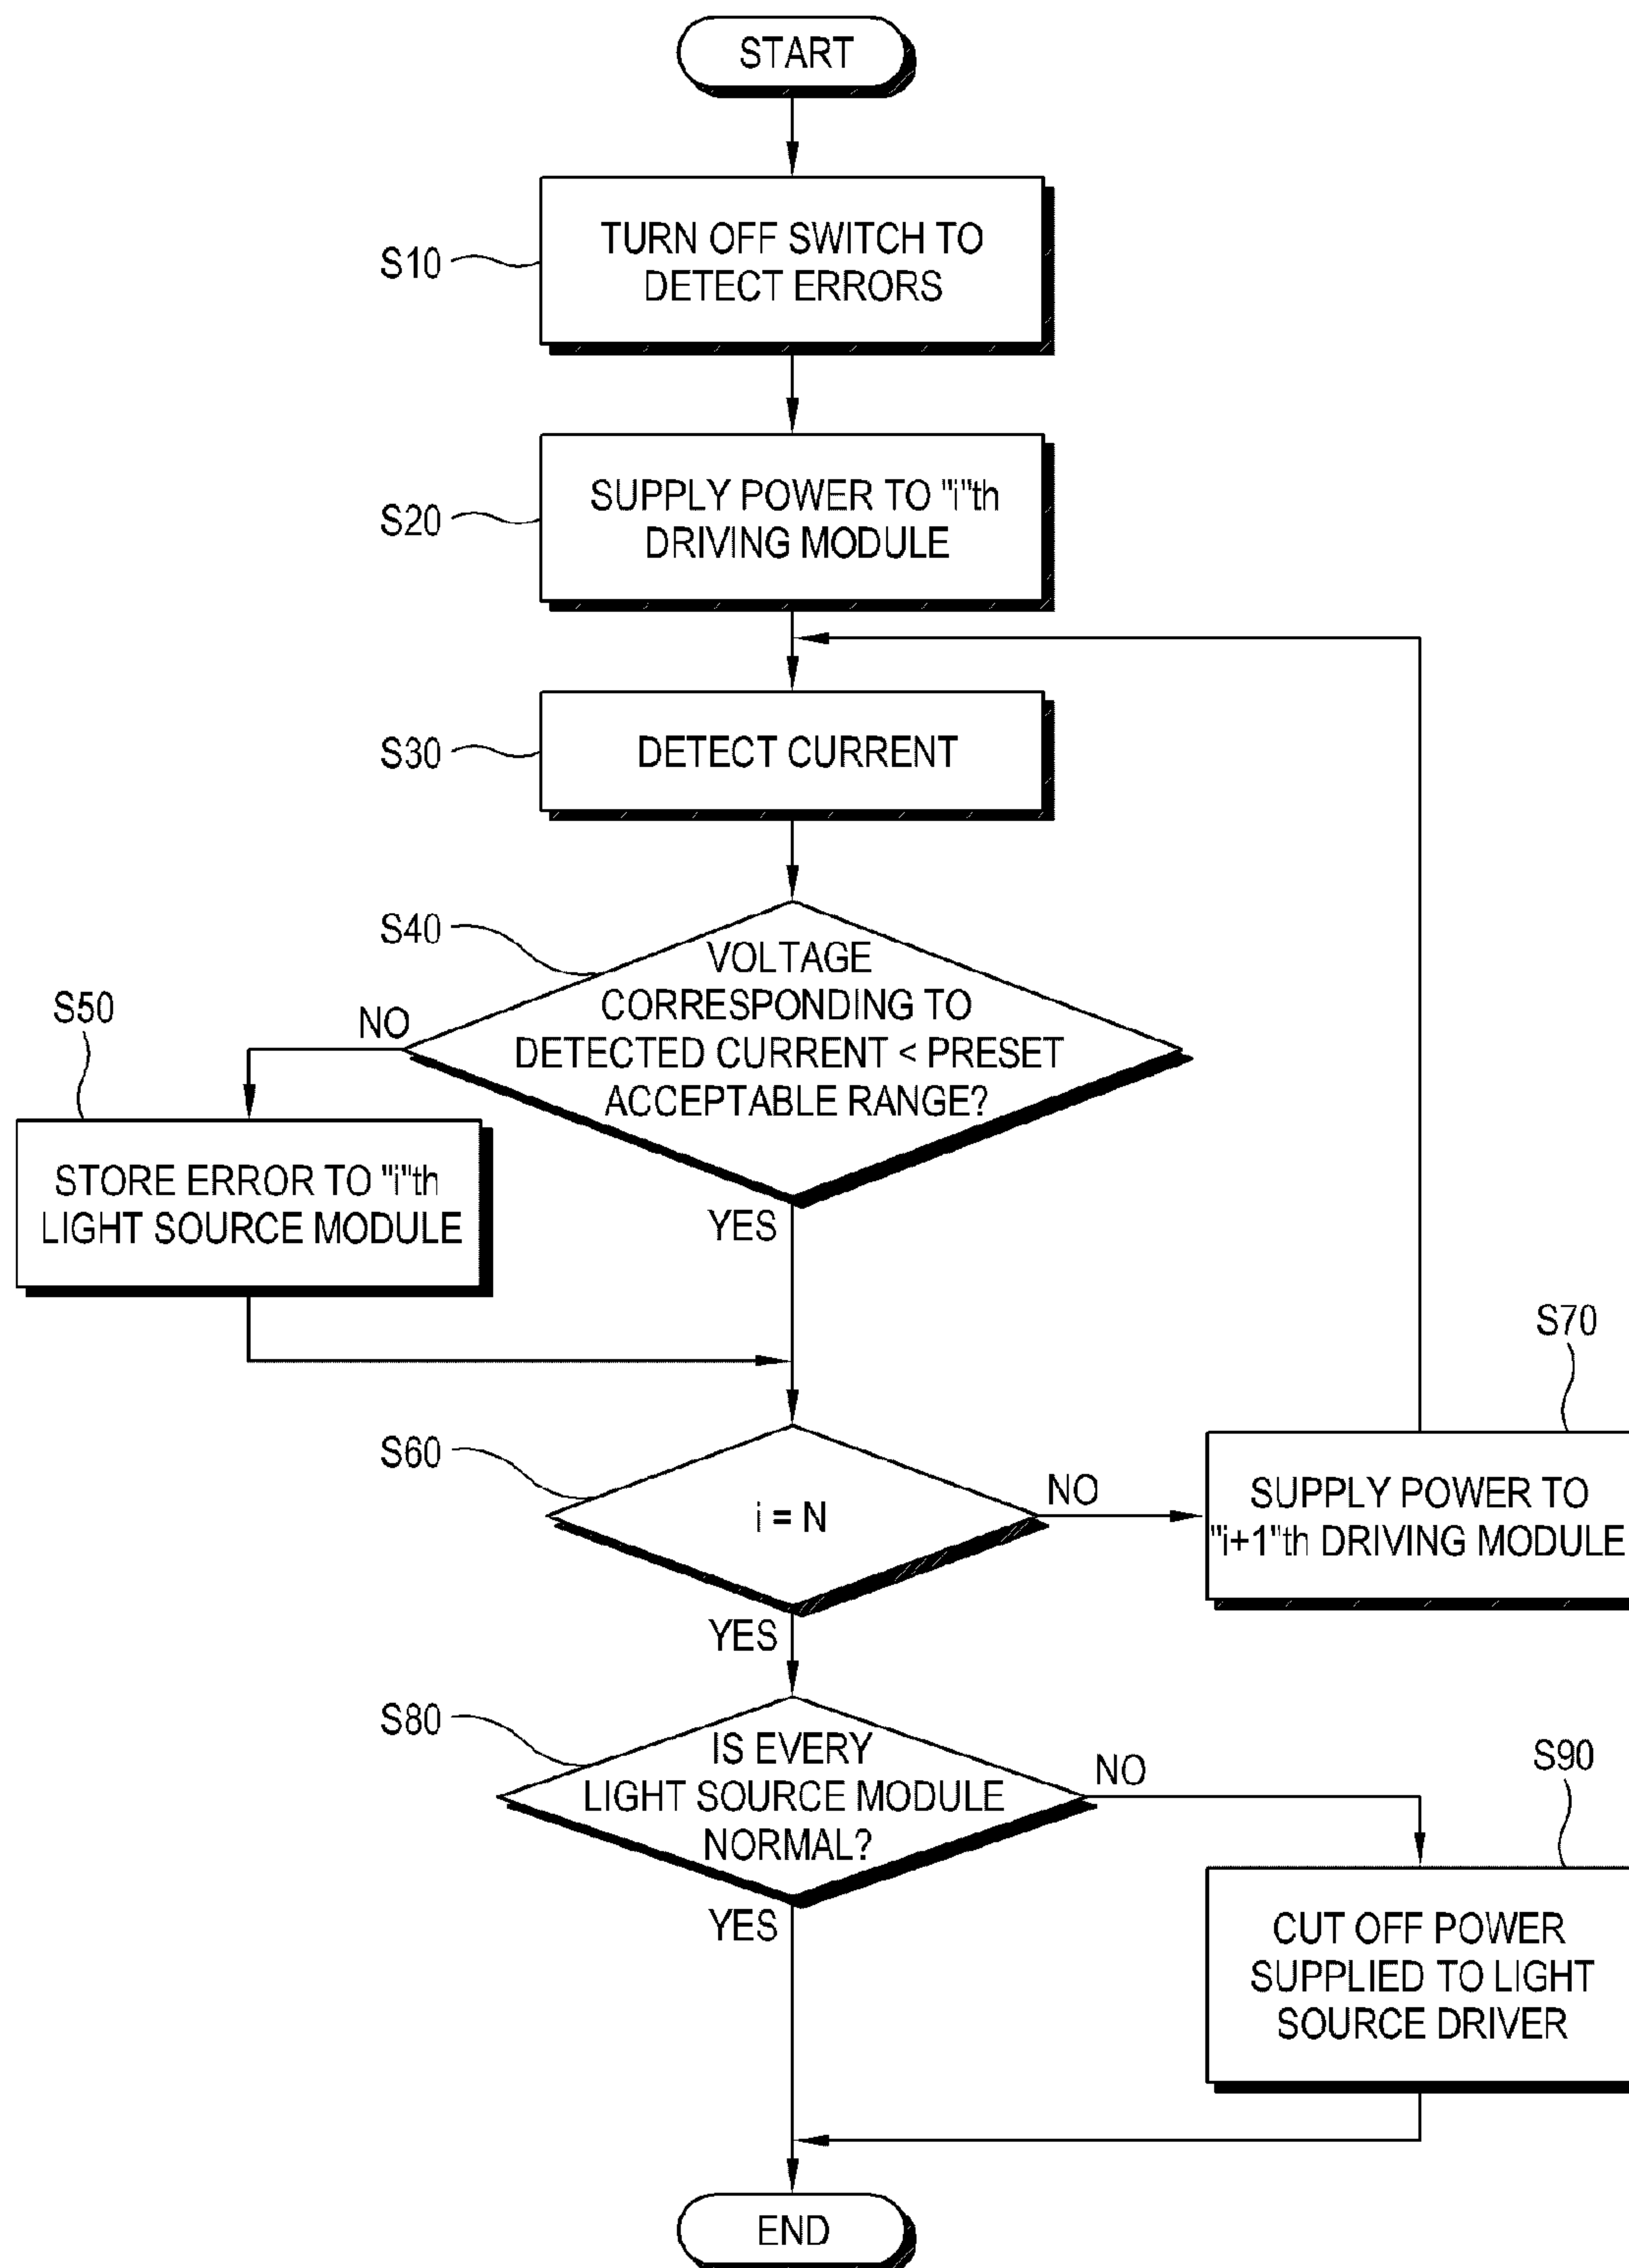 START
S10
TURN OFF SWITCH TO
DETECT ERRORS
S20
SUPPLY POWER TO "i"th
DRIVING MODULE
S30
DETECT CURRENT
S40
VOLTAGE
CORRESPONDING TO
DETECTED CURRENT < PRESET
ACCEPTABLE RANGE?
NO
YES
S50
STORE ERROR TO "i"th
LIGHT SOURCE MODULE
S60
i = N
NO
YES
S70
SUPPLY POWER TO
"i+1"th DRIVING MODULE
S80
IS EVERY
LIGHT SOURCE MODULE
NORMAL?
NO
YES
S90
CUT OFF POWER
SUPPLIED TO LIGHT
SOURCE DRIVER
END